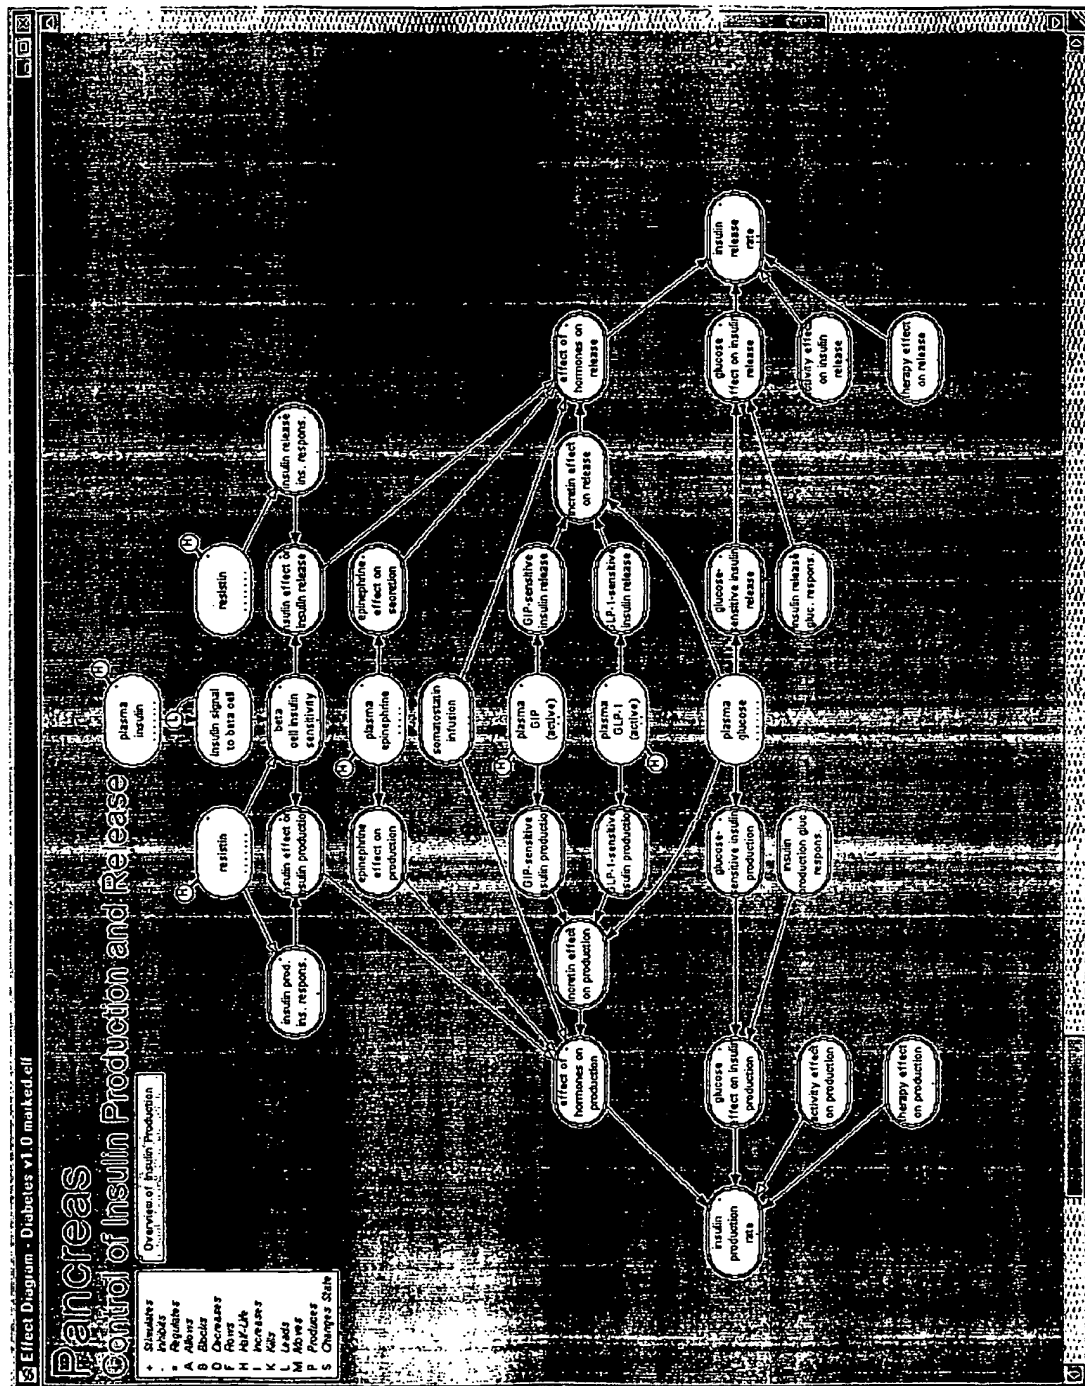 Effect Diagram - Diabetes v1.0 marked.elf
Pancreas
Control of Insulin Production and Release
Overview of Insulin Production
+ Stimulates
- Inhibits
= Regulates
A Allows
B Blocks
D Decreases
F Flows
H Half-Life
I Increases
K Kills
L Leads
M Moves
P Produces
S Changes State
plasma
insulin
H
resistin
H
insulin signal
to beta cell
L
resistin
H
insulin prod.
ins. respons.
insulin effect on
insulin production
beta
cell insulin
sensitivity
insulin effect on
insulin release
insulin release
ins. respons.
epinephrine
effect on
production
plasma
epinephrine
H
epinephrine
effect on
secretion
somatostatin
infusion
GIP-sensitive
insulin production
plasma
GIP
(active)
H
GIP-sensitive
insulin release
effect of
hormones on
production
incretin effect
on production
incretin effect
on release
effect of
hormones on
release
GLP-1-sensitive
insulin production
plasma
GLP-1
(active)
H
GLP-1-sensitive
insulin release
insulin
production
rate
glucose
effect on insulin
production
glucose-
sensitive insulin
production
plasma
glucose
glucose-
sensitive insulin
release
glucose
effect on insulin
release
insulin
release
rate
activity effect
on production
insulin
production gluc.
respons.
insulin release
gluc. respons.
activity effect
on insulin
release
therapy effect
on production
therapy effect
on release